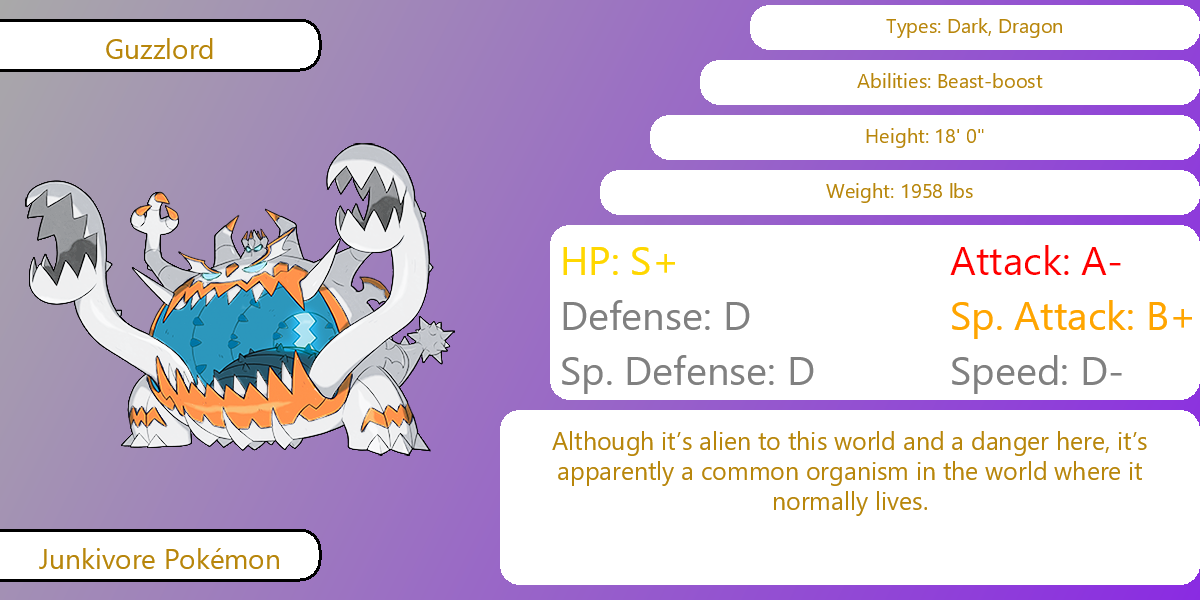 Guzzlord
Types: Dark, Dragon
Abilities: Beast-boost
Height: 18' 0"
Weight: 1958 lbs
HP: S+
Attack: A-
Defense: D
Sp. Attack: B+
Sp. Defense: D
Speed: D-
Although it’s alien to this world and a danger here, it’s
apparently a common organism in the world where it
normally lives.
Junkivore Pokémon